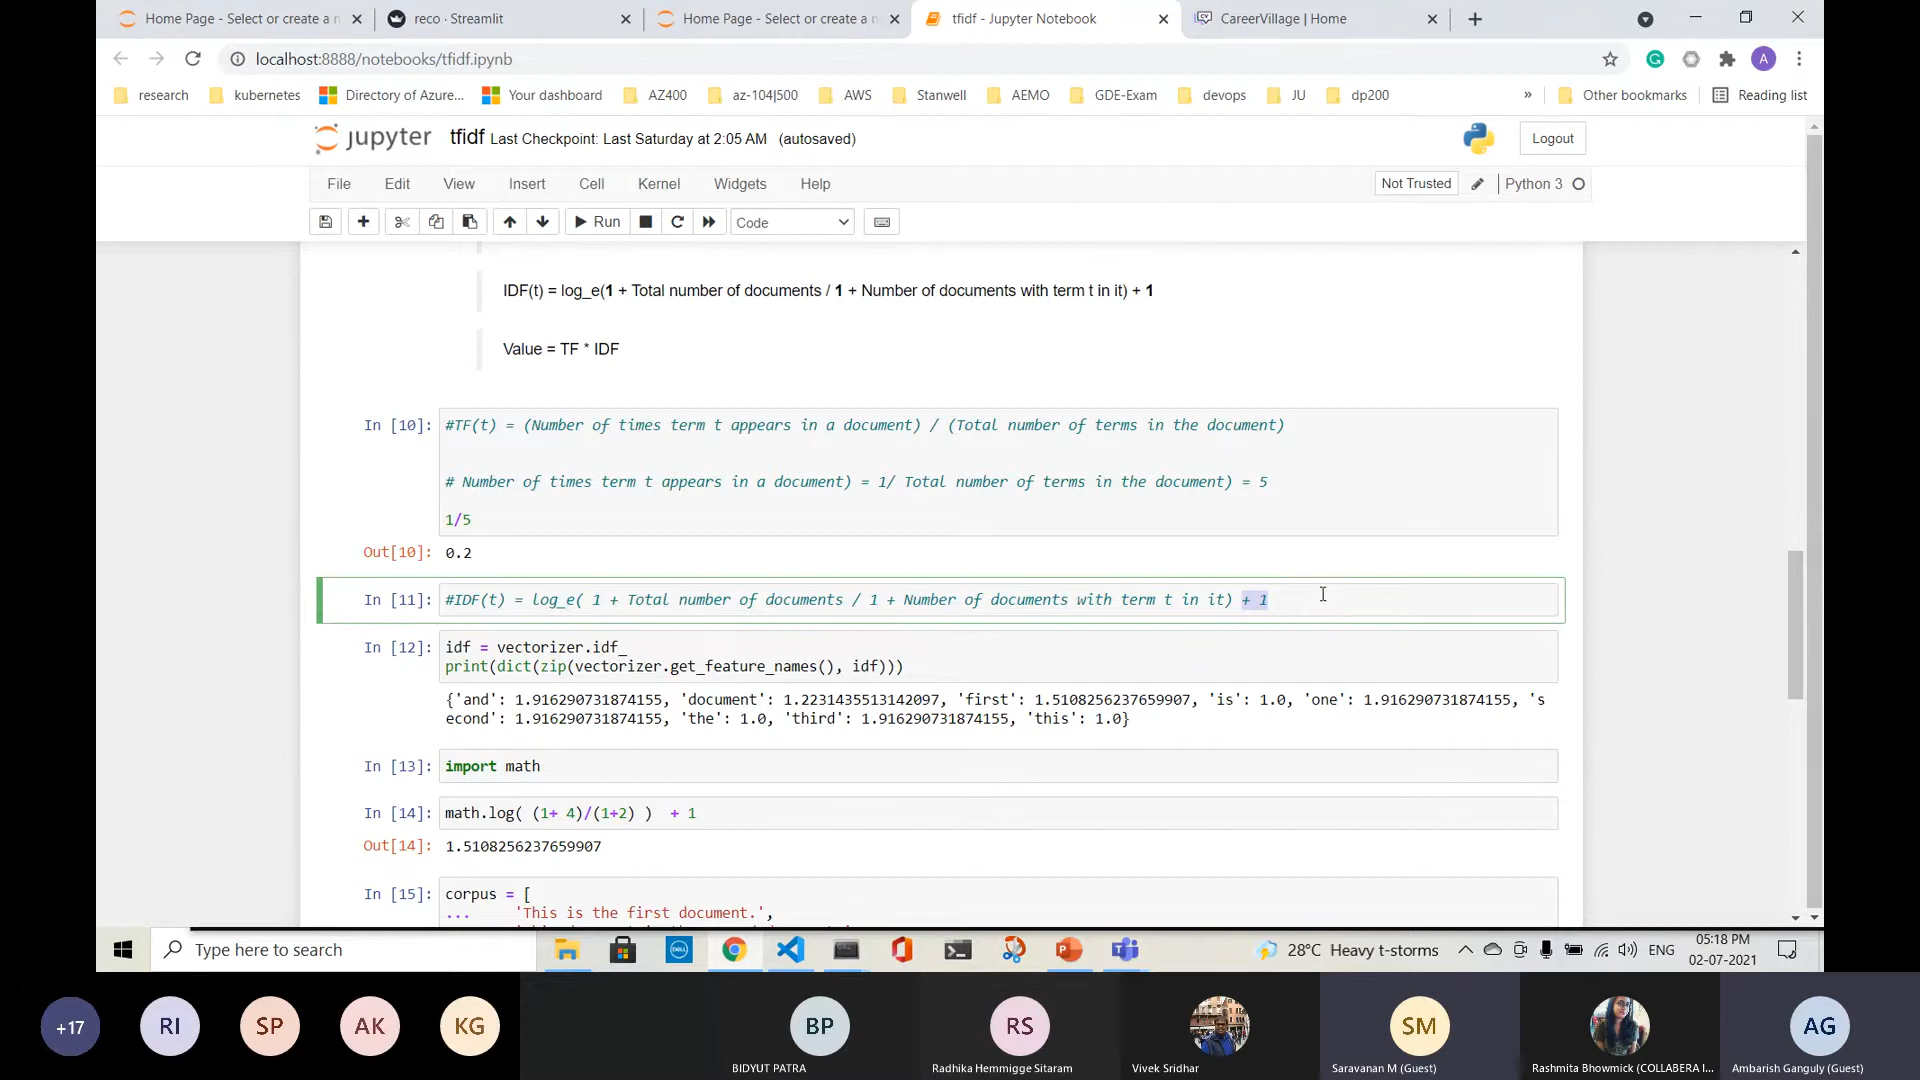 Home Page - Select or create a n
reco · Streamlit
Home Page - Select or create a n
tfidf - Jupyter Notebook
CareerVillage | Home
localhost:8888/notebooks/tfidf.ipynb
G
A
research
kubernetes
Directory of Azure...
Your dashboard
AZ400
az-104|500
AWS
Stanwell
AEMO
GDE-Exam
devops
JU
dp200
»
Other bookmarks
Reading list
jupyter tfidf Last Checkpoint: Last Saturday at 2:05 AM (autosaved)
Logout
File Edit View Insert Cell Kernel Widgets Help
Not Trusted
Python 3
Run
Code
IDF(t) = log_e(1 + Total number of documents / 1 + Number of documents with term t in it) + 1
Value = TF * IDF
In [10]: #TF(t) = (Number of times term t appears in a document) / (Total number of terms in the document)
# Number of times term t appears in a document) = 1/ Total number of terms in the document) = 5
1/5
Out[10]: 0.2
In [11]: #IDF(t) = log_e( 1 + Total number of documents / 1 + Number of documents with term t in it) + 1
In [12]: idf = vectorizer.idf_
print(dict(zip(vectorizer.get_feature_names(), idf)))
{'and': 1.916290731874155, 'document': 1.2231435513142097, 'first': 1.5108256237659907, 'is': 1.0, 'one': 1.916290731874155, 's
econd': 1.916290731874155, 'the': 1.0, 'third': 1.916290731874155, 'this': 1.0}
In [13]: import math
In [14]: math.log( (1+ 4)/(1+2) ) + 1
Out[14]: 1.5108256237659907
In [15]: corpus = [
... 'This is the first document.',
Type here to search
DELL
28°C Heavy t-storms
ENG
05:18 PM
02-07-2021
+17
RI
SP
AK
KG
BP
RS
SM
AG
BIDYUT PATRA
Radhika Hemmigge Sitaram
Vivek Sridhar
Saravanan M (Guest)
Rashmita Bhowmick (COLLABERA I...
Ambarish Ganguly (Guest)